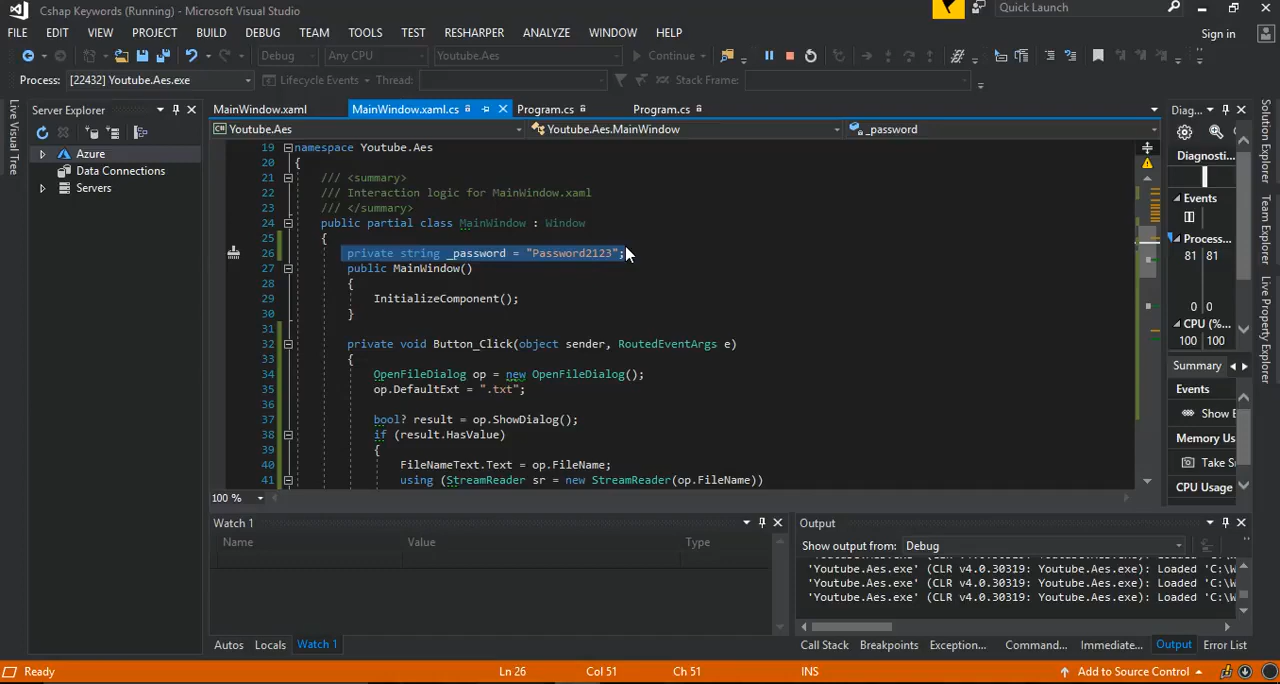 Cshap Keywords (Running) - Microsoft Visual Studio
Quick Launch
FILE EDIT VIEW PROJECT BUILD DEBUG TEAM TOOLS TEST RESHARPER ANALYZE WINDOW HELP
Sign in
Debug Any CPU Youtube.Aes Continue
Process: [22432] Youtube.Aes.exe Lifecycle Events Thread: Stack Frame:
Live Visual Tree
Server Explorer
Azure
Data Connections
Servers
MainWindow.xaml MainWindow.xaml.cs Program.cs Program.cs
Youtube.Aes Youtube.Aes.MainWindow _password
19 namespace Youtube.Aes
20 {
21 /// <summary>
22 /// Interaction logic for MainWindow.xaml
23 /// </summary>
24 public partial class MainWindow : Window
25 {
26 private string _password = "Password2123";
27 public MainWindow()
28 {
29 InitializeComponent();
30 }
31
32 private void Button_Click(object sender, RoutedEventArgs e)
33 {
34 OpenFileDialog op = new OpenFileDialog();
35 op.DefaultExt = ".txt";
36
37 bool? result = op.ShowDialog();
38 if (result.HasValue)
39 {
40 FileNameText.Text = op.FileName;
41 using (StreamReader sr = new StreamReader(op.FileName))
100 %
Diag...
Diagnosti
Events
Process
81 81
0 0
CPU (%...
100 100
Summary
Events
Show E
Memory Us
Take S
CPU Usage
Solution Explorer
Live Property Explorer
Watch 1
Name Value Type
Autos Locals Watch 1
Output
Show output from: Debug
'Youtube.Aes.exe' (CLR v4.0.30319: Youtube.Aes.exe): Loaded 'C:\W
'Youtube.Aes.exe' (CLR v4.0.30319: Youtube.Aes.exe): Loaded 'C:\W
'Youtube.Aes.exe' (CLR v4.0.30319: Youtube.Aes.exe): Loaded 'C:\W
Call Stack Breakpoints Exception... Command... Immediate... Output Error List
Ready Ln 26 Col 51 Ch 51 INS Add to Source Control